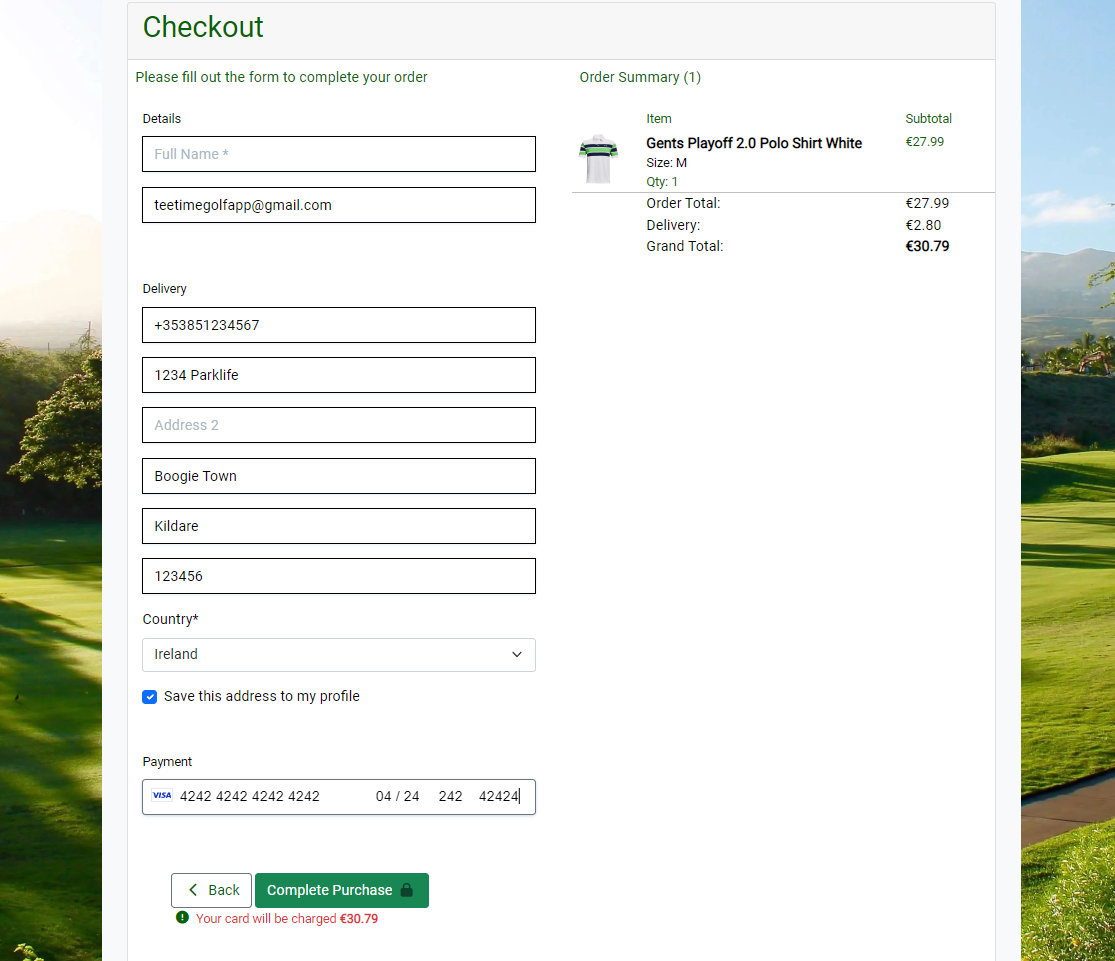 Checkout
Please fill out the form to complete your order
Details
Full Name *
teetimegolfapp@gmail.com
Delivery
+353851234567
1234 Parklife
Address 2
Boogie Town
Kildare
123456
Country*
Ireland
Save this address to my profile
Payment
VISA 4242 4242 4242 4242 04 / 24 242 42424
Back Complete Purchase
Your card will be charged €30.79
Order Summary (1)
Item Subtotal
Gents Playoff 2.0 Polo Shirt White €27.99
Size: M
Qty: 1
Order Total: €27.99
Delivery: €2.80
Grand Total: €30.79